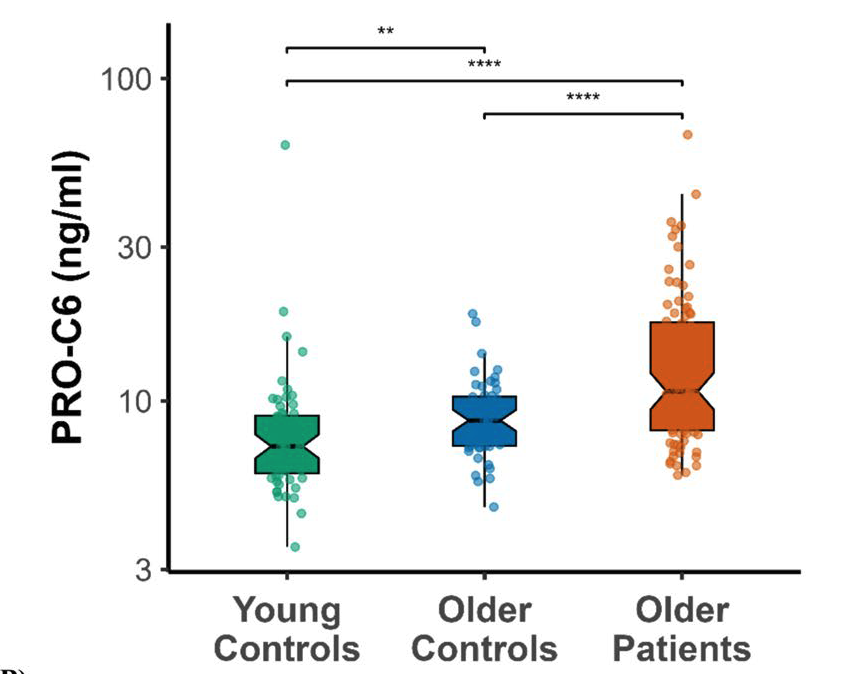 **
****
****
100
30
10
3
PRO-C6 (ng/ml)
Young
Controls
Older
Controls
Older
Patients